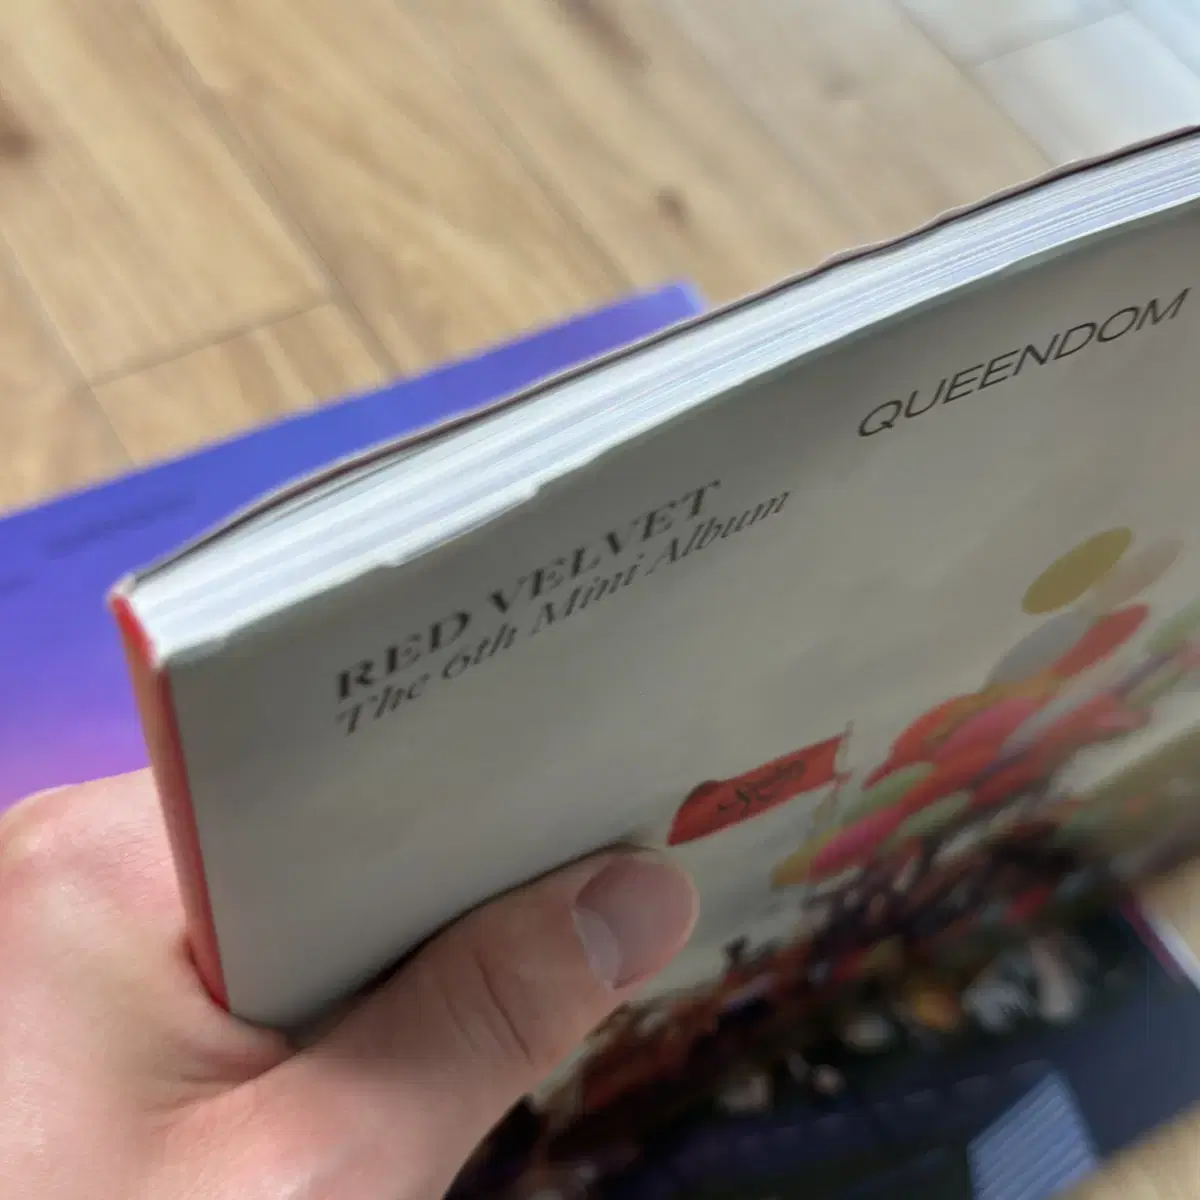 QUEENDOM
RED VELVET
The 6th Mini Album